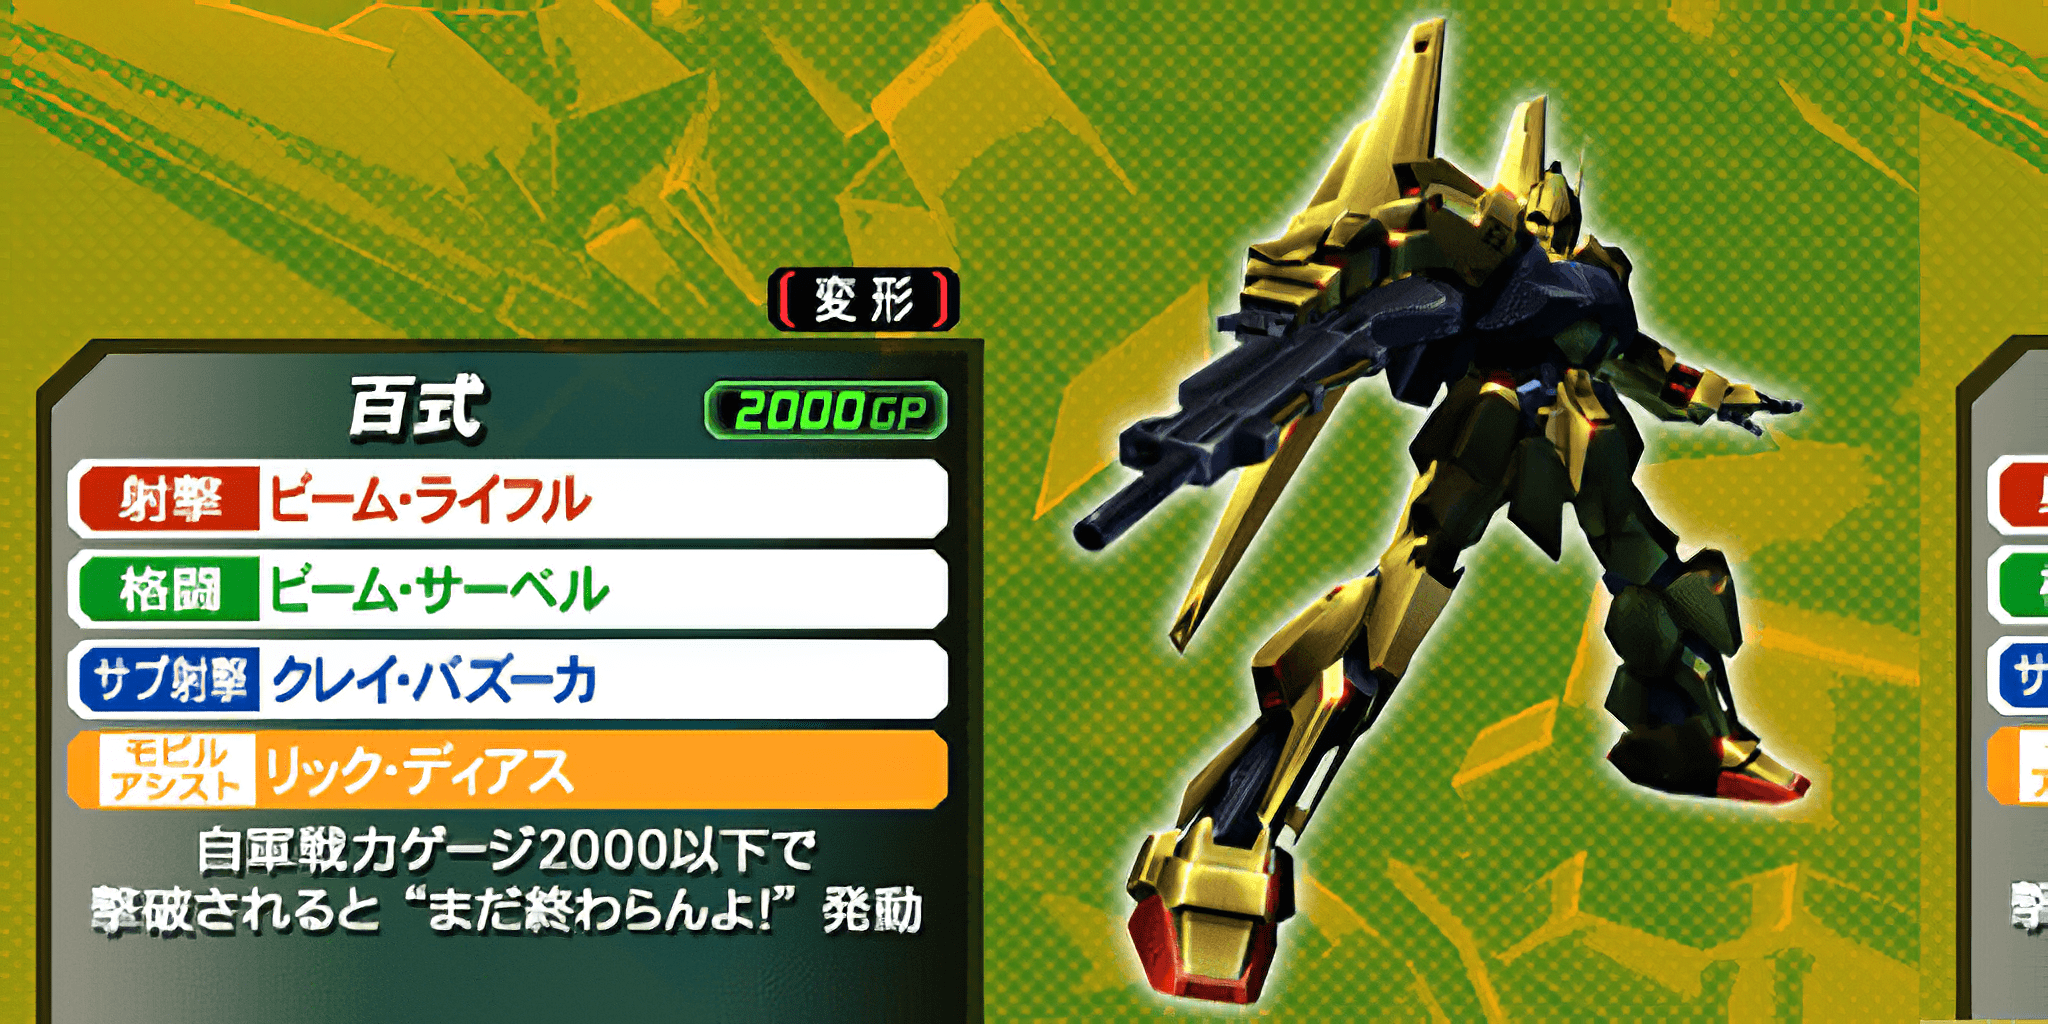 変形
百式 2000GP
射撃 ビーム・ライフル
格闘 ビーム・サーベル
サブ射撃 クレイ・バズーカ
モビルアシスト リック・ディアス
自軍戦力ゲージ2000以下で
撃破されると“まだ終わらんよ!”発動